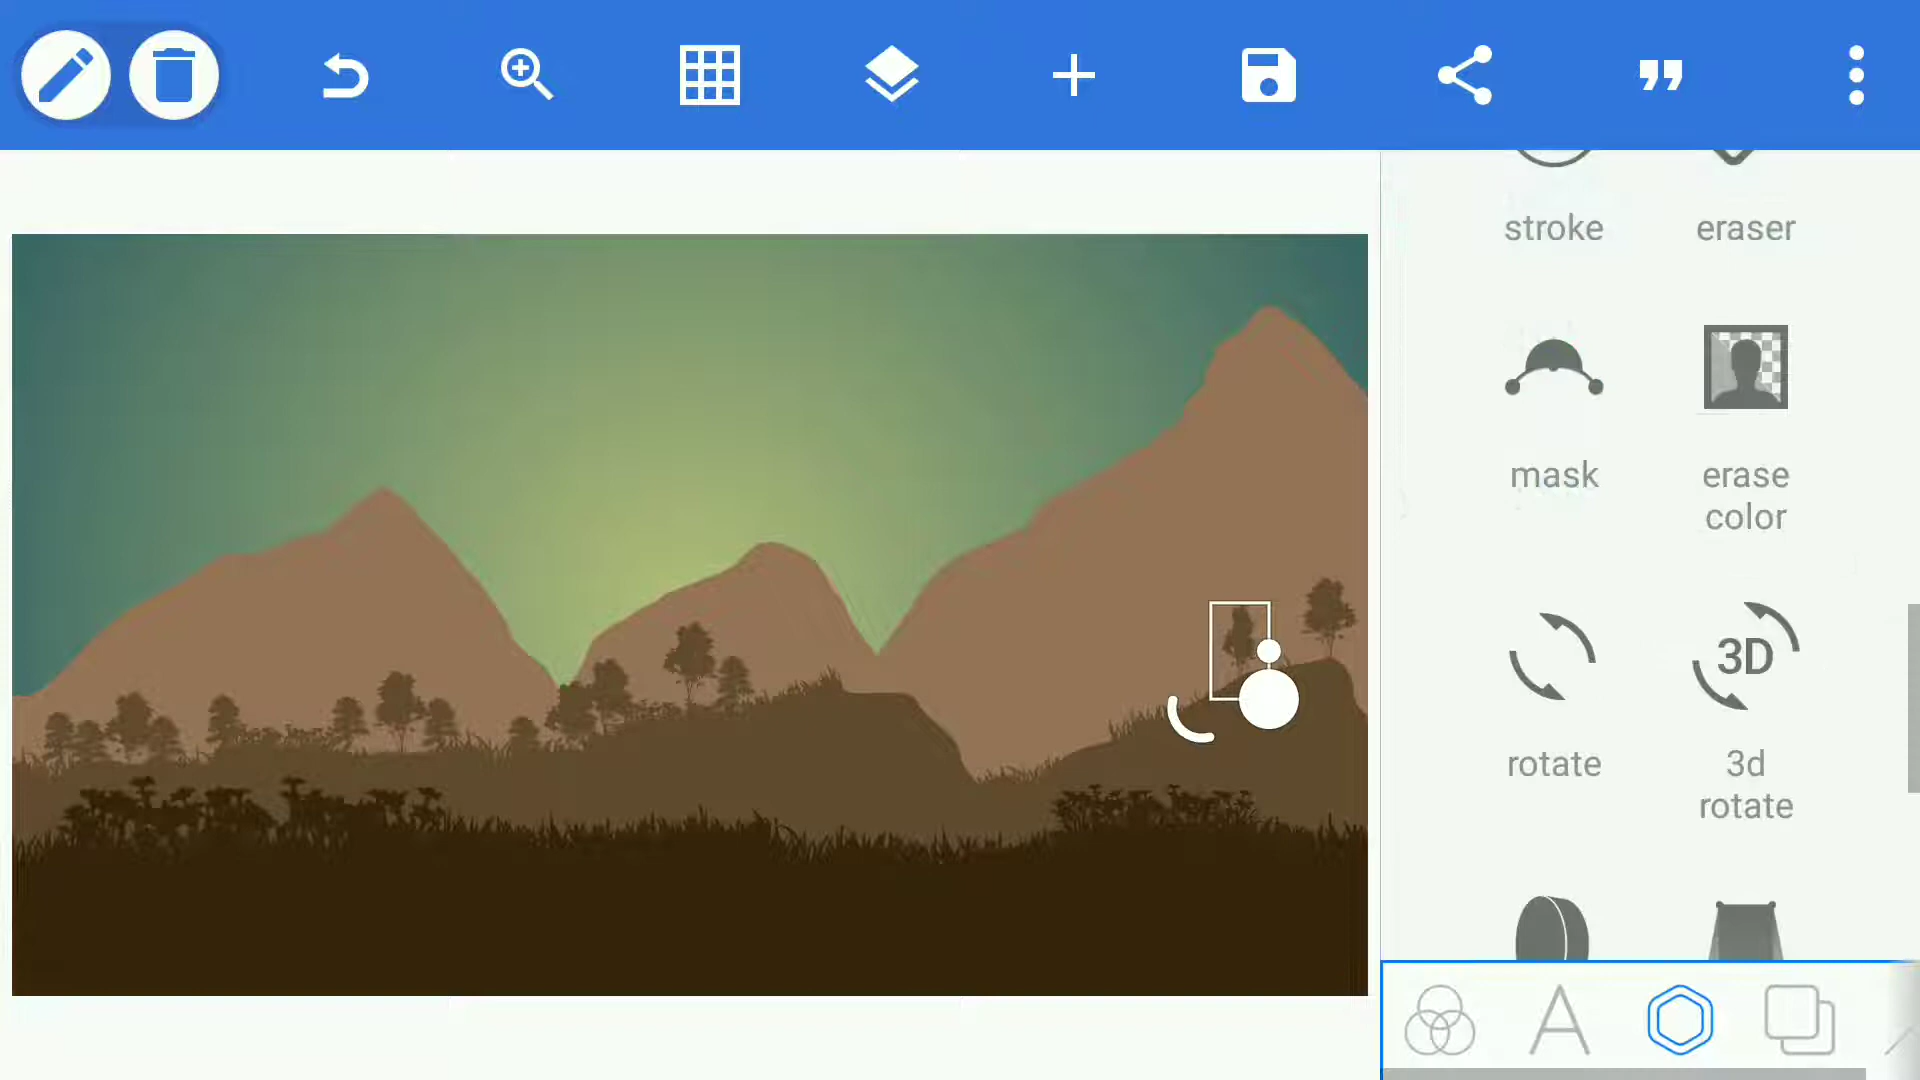 stroke
eraser
mask
erase
color
3D
rotate
3d
rotate